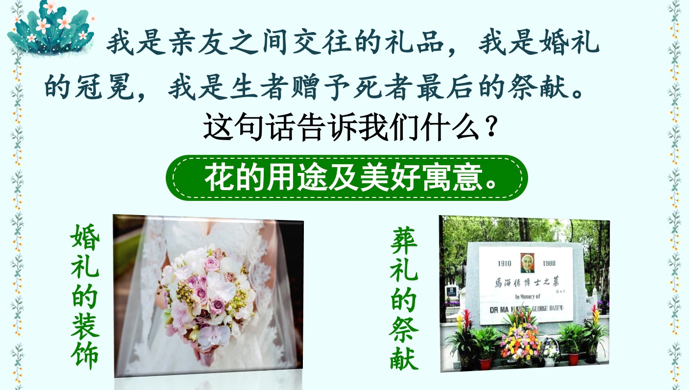 我是亲友之间交往的礼品，我是婚礼
的冠冕，我是生者赠予死者最后的祭献。
这句话告诉我们什么？
花的用途及美好寓意。
婚礼的装饰
葬礼的祭献
1910 1988
马海德博士之墓
In Memory of